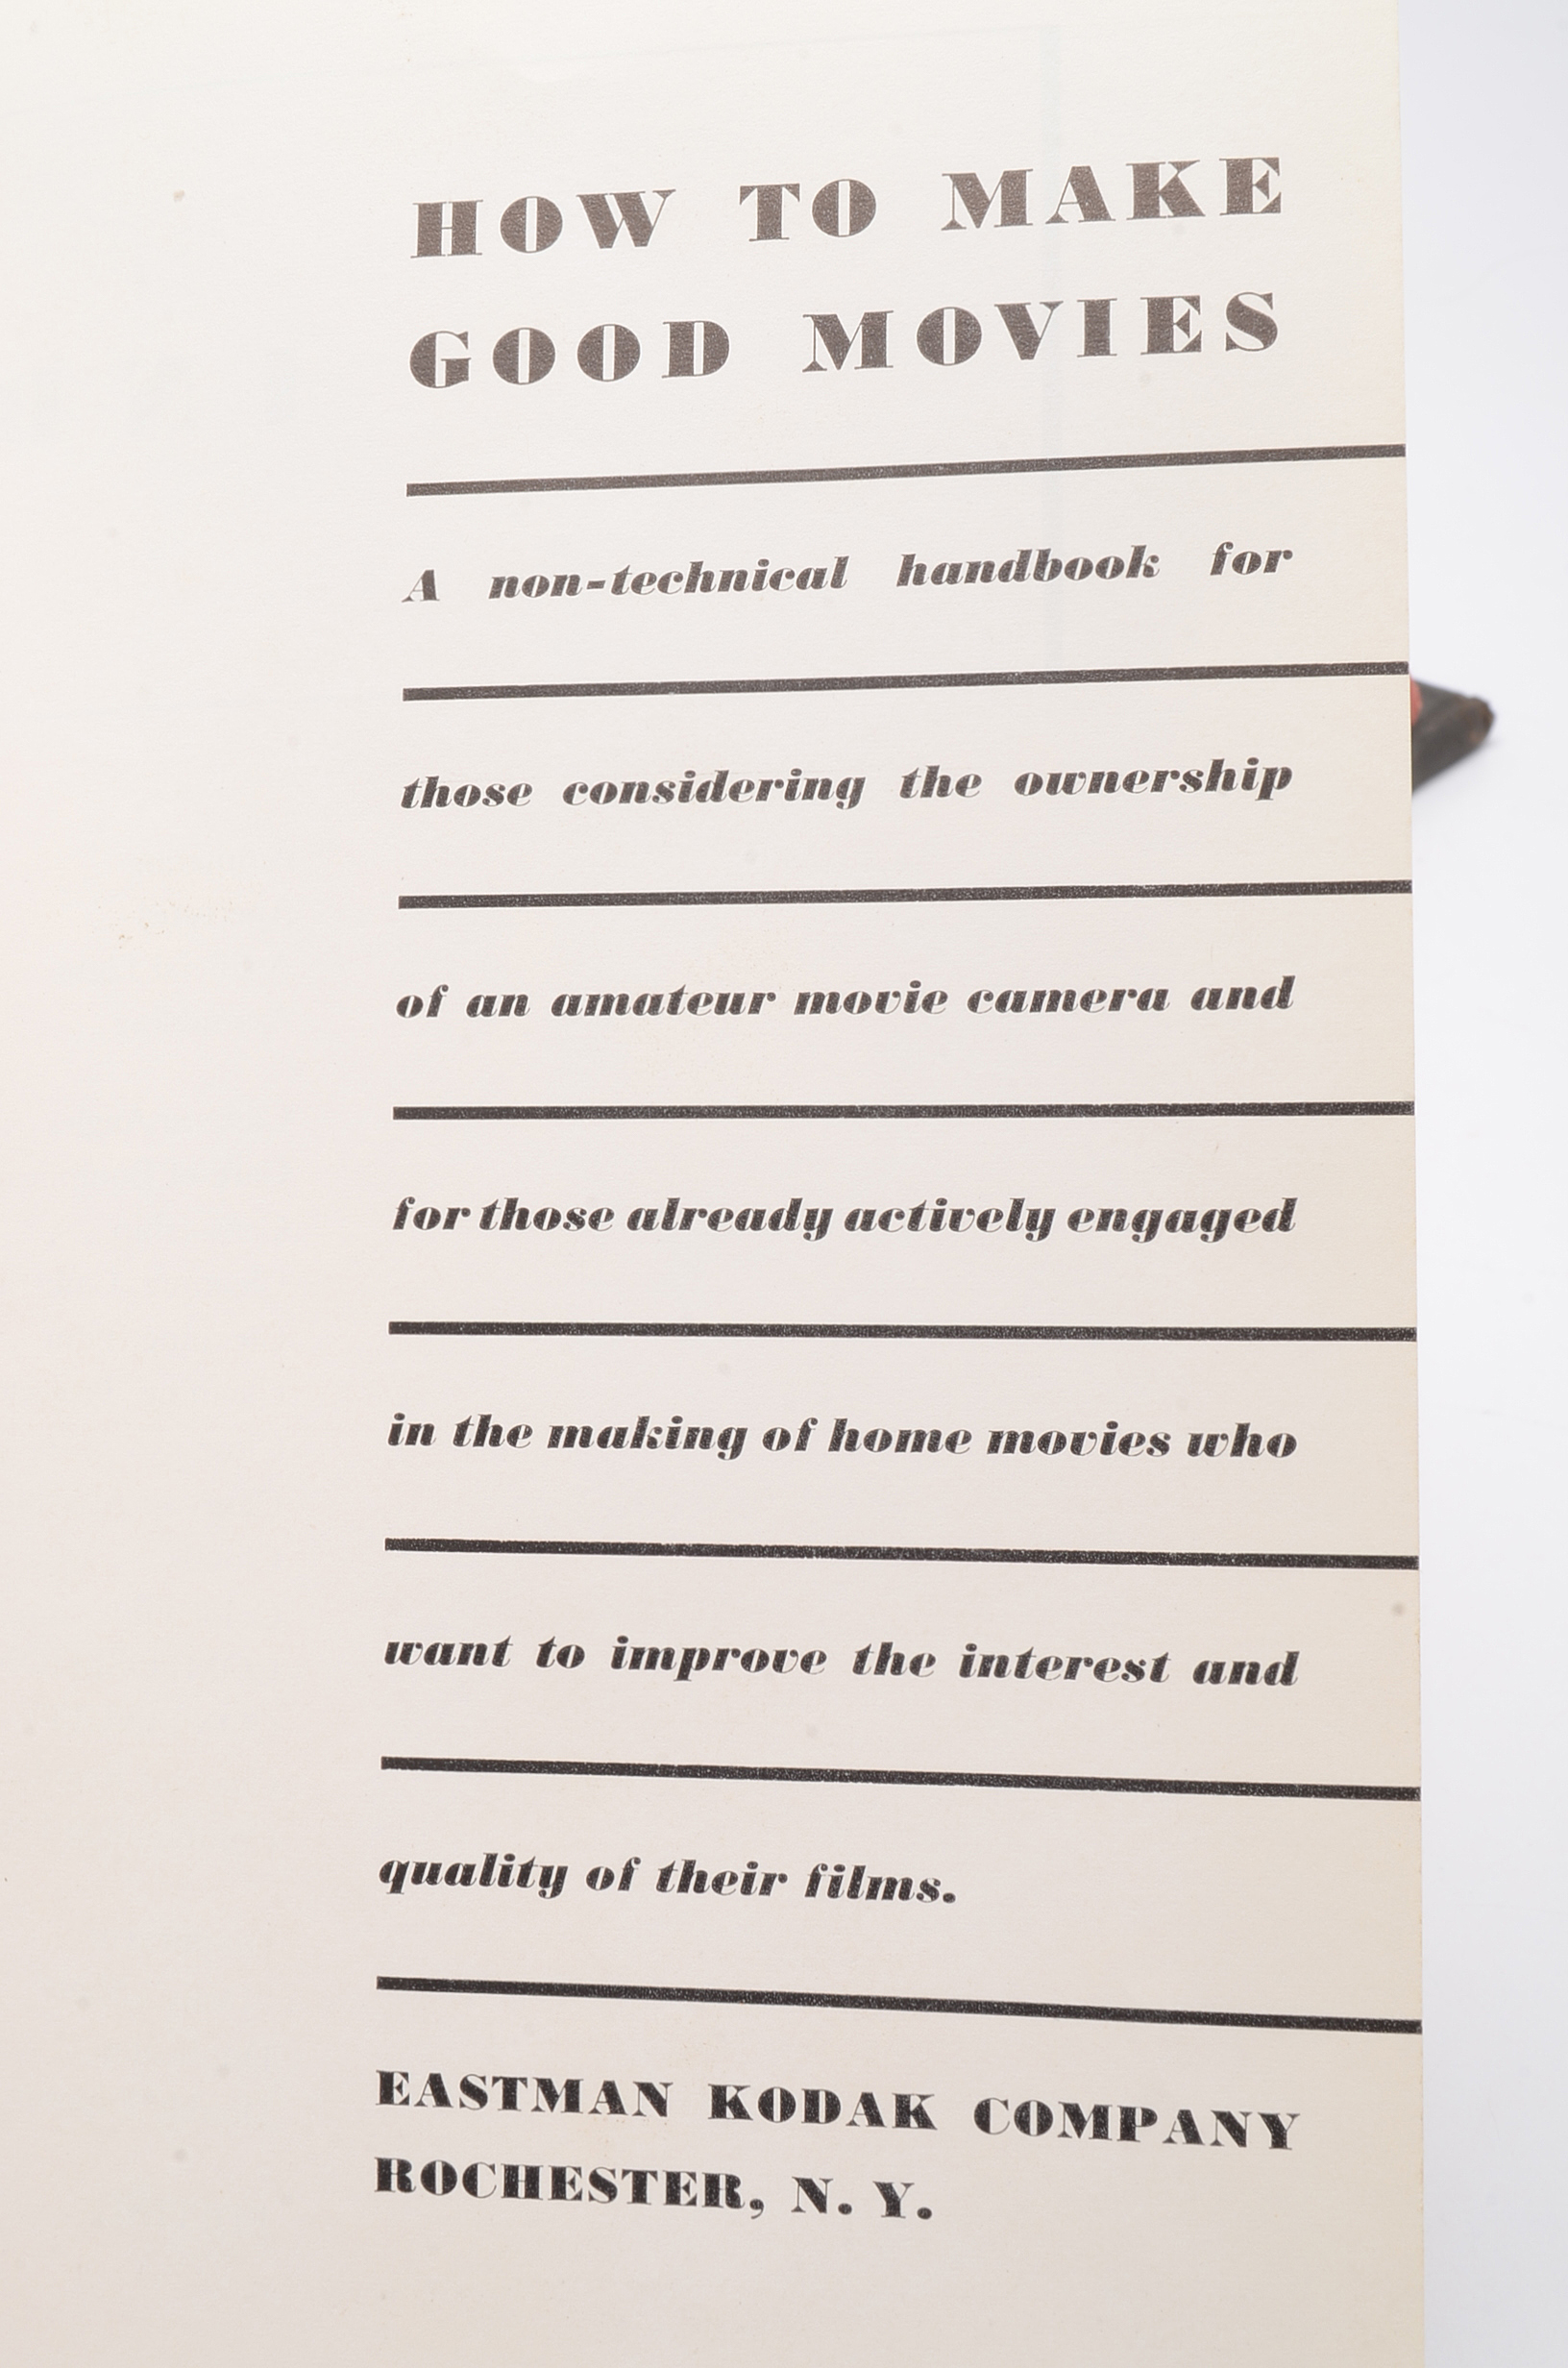 HOW TO MAKE
GOOD MOVIES
A non-technical handbook for
those considering the ownership
of an amateur movie camera and
for those already actively engaged
in the making of home movies who
want to improve the interest and
quality of their films.
EASTMAN KODAK COMPANY
ROCHESTER, N. Y.